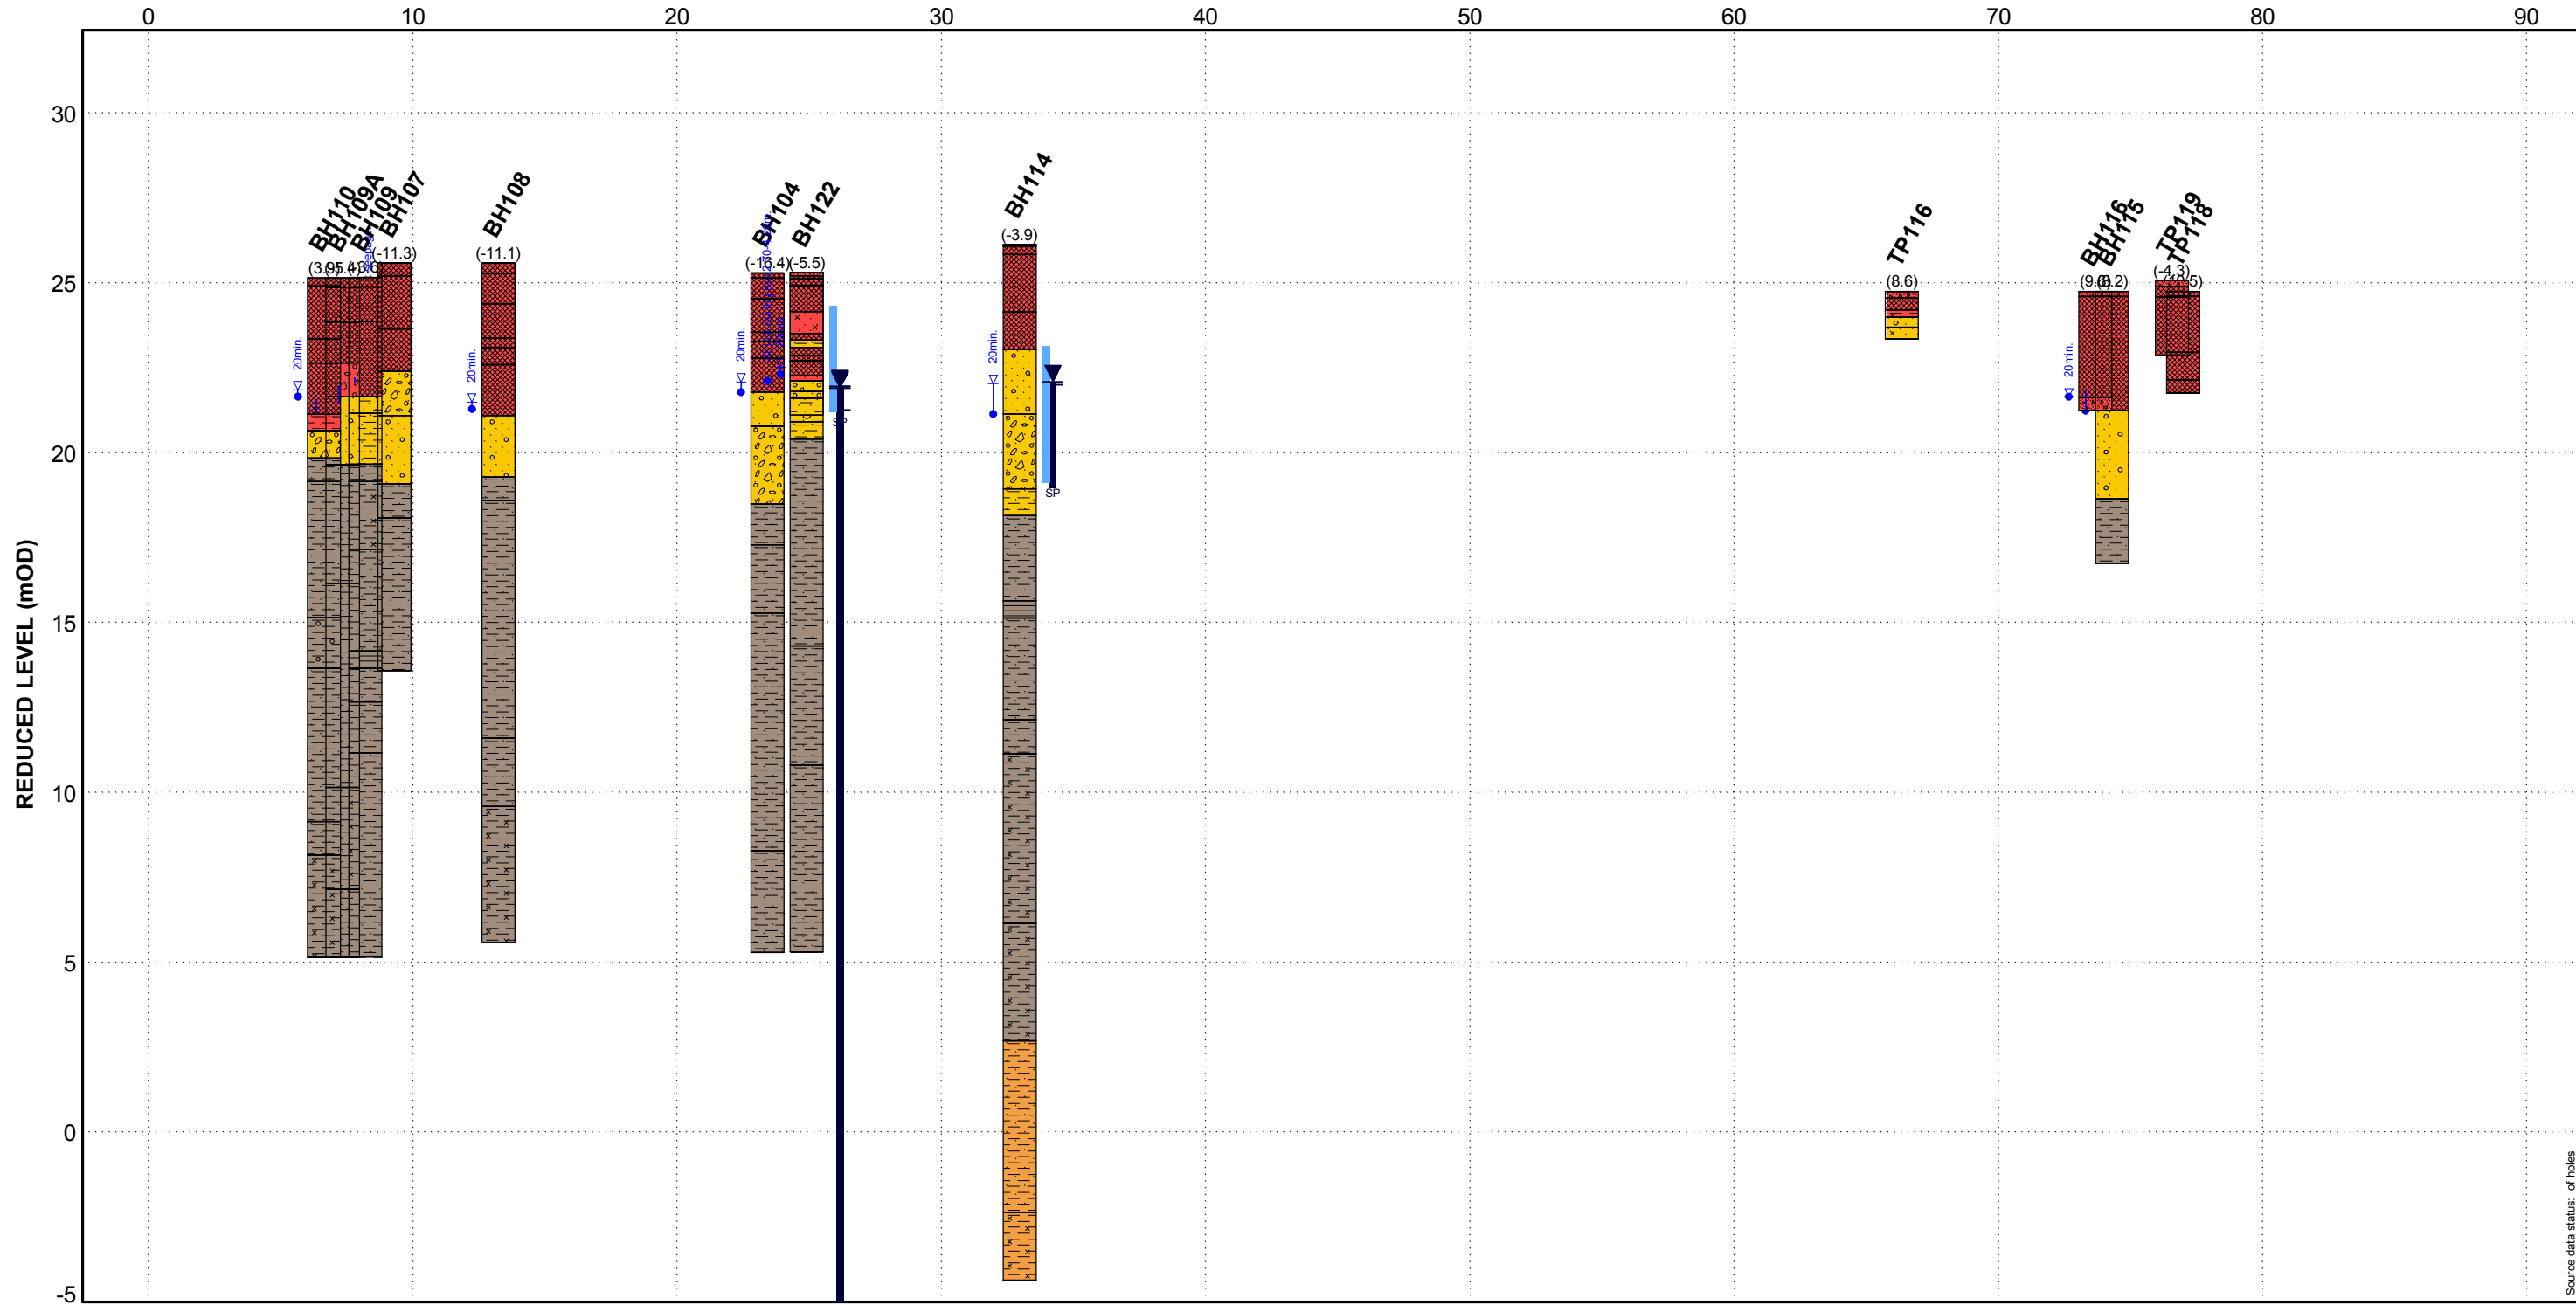 0 10 20 30 40 50 60 70 80 90
30
25
20
15
10
5
0
-5
REDUCED LEVEL (mOD)
BH110
BH109A
BH109
BH107
BH108
BH104
BH122
BH114
TP116
BH116
BH115
TP119
TP118
(-11.3)
(-11.1)
(-16.4)
(-5.5)
(-3.9)
(8.6)
(-4.3)
20min.
20min.
20min.
20min.
20min.
SP
SP
Source data status: of holes